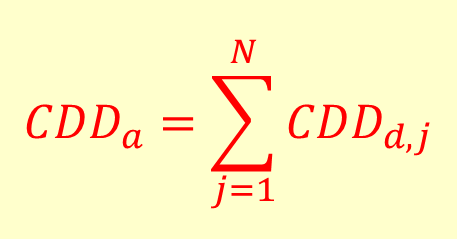 $CDD_a = \sum_{j=1}^{N} CDD_{d,j}$